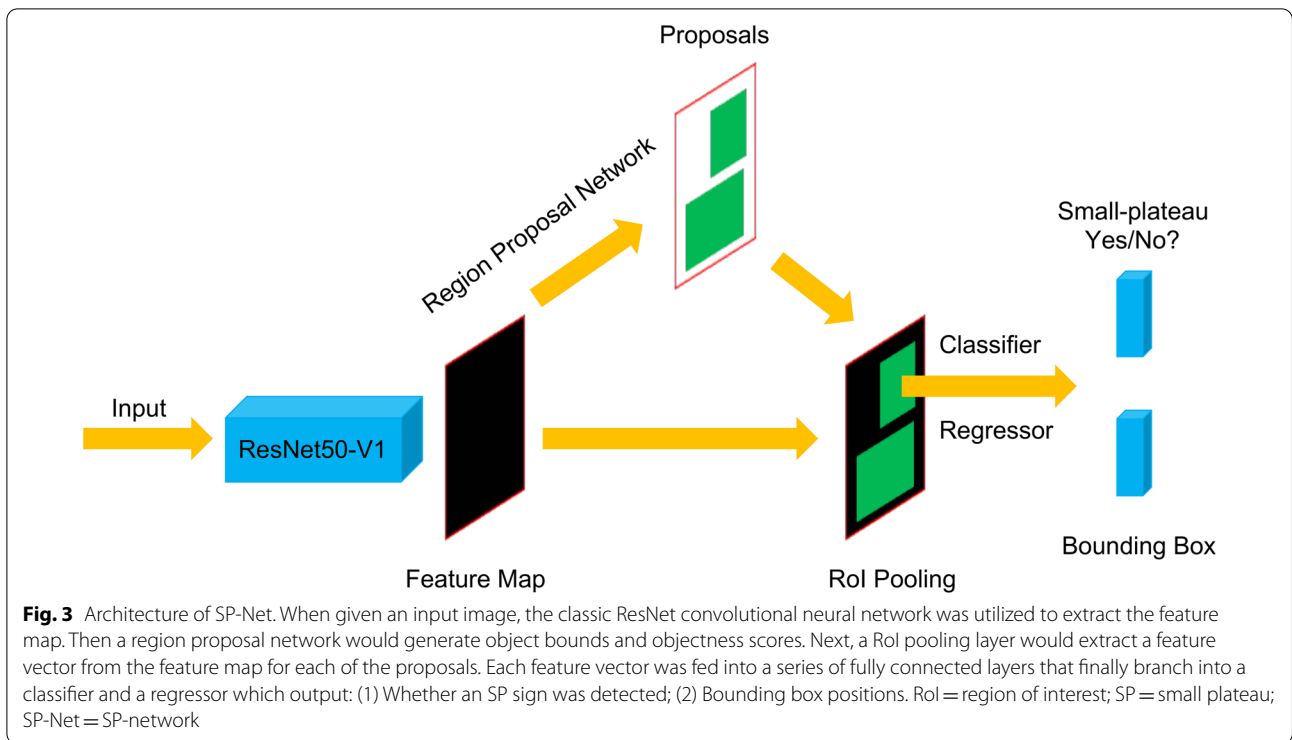 Proposals
Region Proposal Network
Small-plateau
Yes/No?
Classifier
Input
ResNet50-V1
Regressor
Bounding Box
Feature Map
RoI Pooling
Fig. 3 Architecture of SP-Net. When given an input image, the classic ResNet convolutional neural network was utilized to extract the feature
map. Then a region proposal network would generate object bounds and objectness scores. Next, a RoI pooling layer would extract a feature
vector from the feature map for each of the proposals. Each feature vector was fed into a series of fully connected layers that finally branch into a
classifier and a regressor which output: (1) Whether an SP sign was detected; (2) Bounding box positions. RoI = region of interest; SP = small plateau;
SP-Net = SP-network